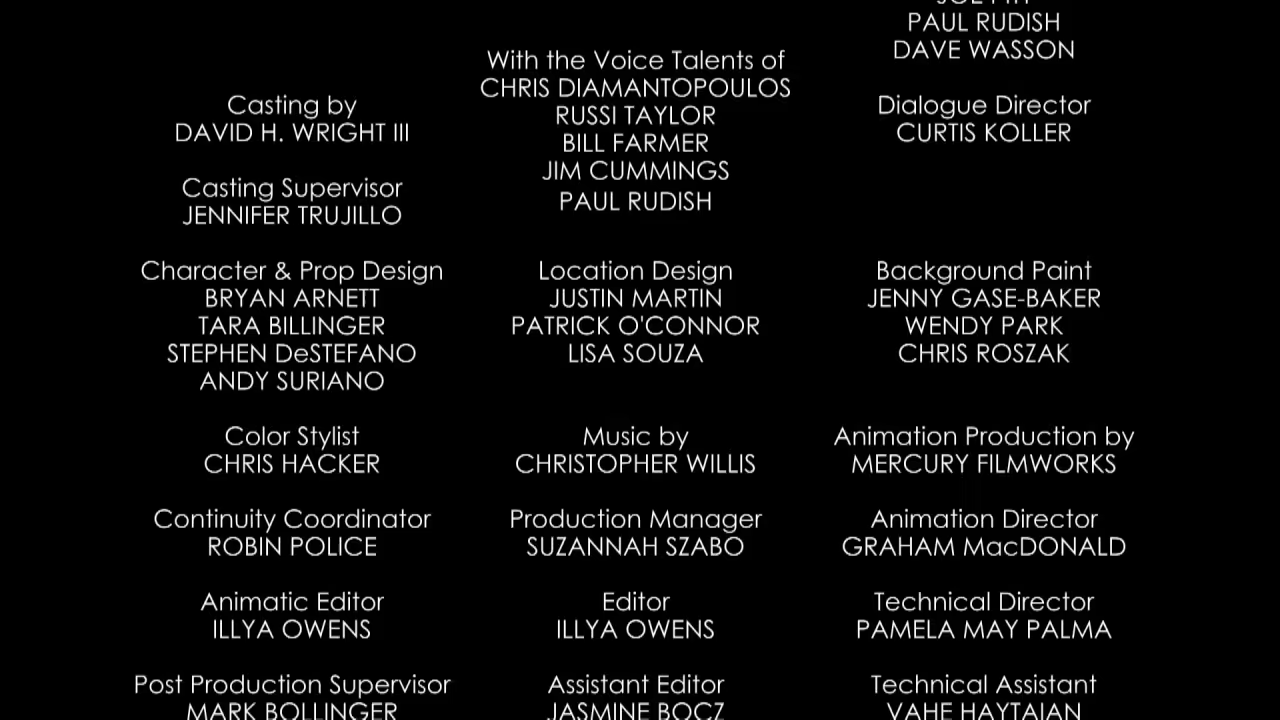 PAUL RUDISH
DAVE WASSON
With the Voice Talents of
CHRIS DIAMANTOPOULOS
RUSSI TAYLOR
BILL FARMER
JIM CUMMINGS
PAUL RUDISH
Casting by
DAVID H. WRIGHT III
Dialogue Director
CURTIS KOLLER
Casting Supervisor
JENNIFER TRUJILLO
Character & Prop Design
BRYAN ARNETT
TARA BILLINGER
STEPHEN DeSTEFANO
ANDY SURIANO
Location Design
JUSTIN MARTIN
PATRICK O'CONNOR
LISA SOUZA
Background Paint
JENNY GASE-BAKER
WENDY PARK
CHRIS ROSZAK
Color Stylist
CHRIS HACKER
Music by
CHRISTOPHER WILLIS
Animation Production by
MERCURY FILMWORKS
Continuity Coordinator
ROBIN POLICE
Production Manager
SUZANNAH SZABO
Animation Director
GRAHAM MacDONALD
Animatic Editor
ILLYA OWENS
Editor
ILLYA OWENS
Technical Director
PAMELA MAY PALMA
Post Production Supervisor
MARK BOLLINGER
Assistant Editor
JASMINE BOCZ
Technical Assistant
VAHE HAYTAIAN